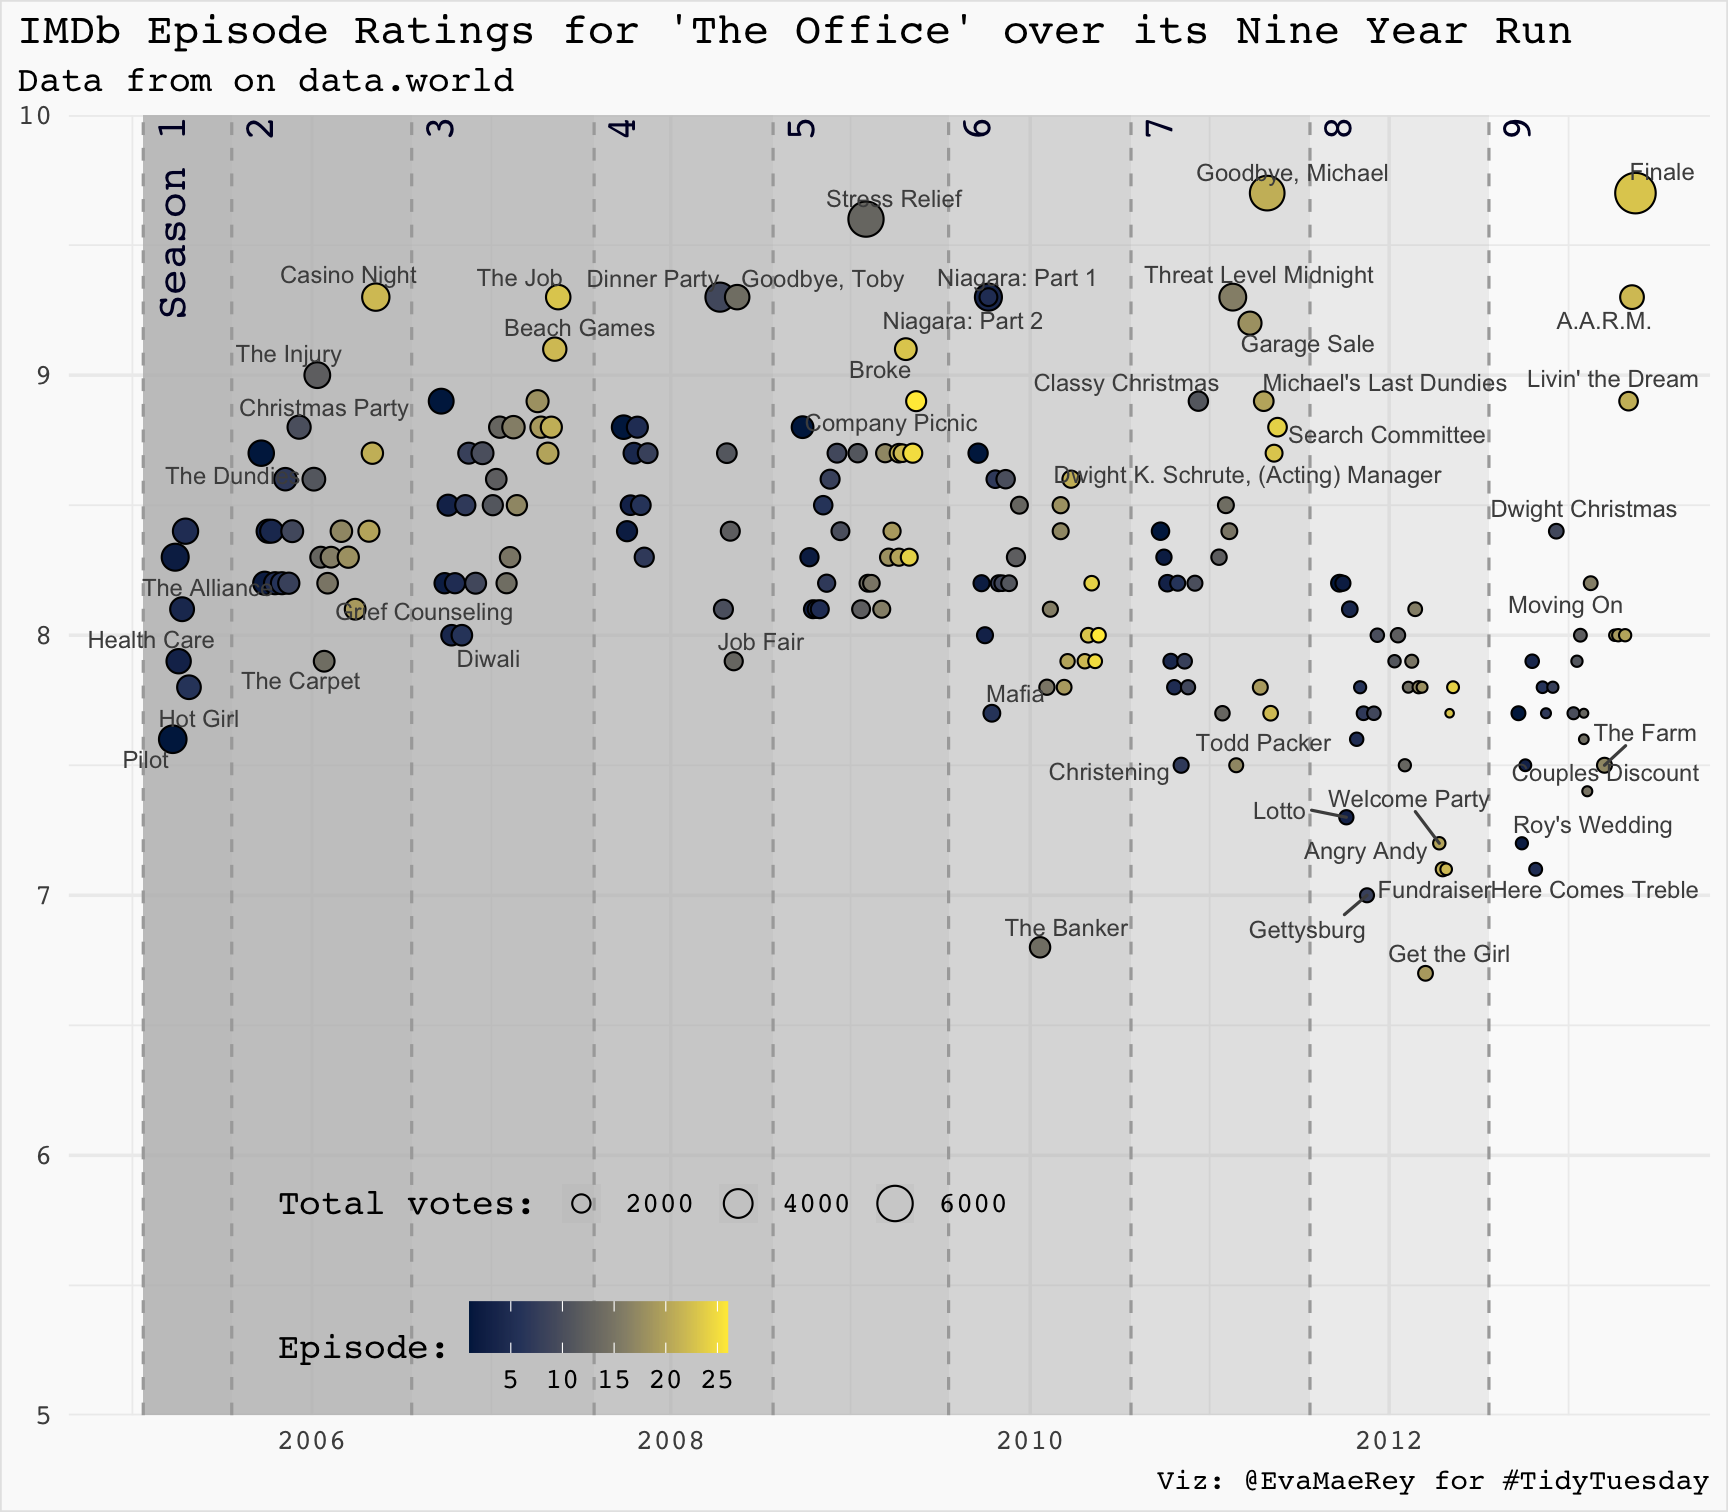 IMDb Episode Ratings for 'The Office' over its Nine Year Run
Data from on data.world
10
9
8
7
6
5
Season 1
2
3
4
5
6
7
8
9
Goodbye, Michael
Finale
Stress Relief
Casino Night
The Job
Dinner Party
Goodbye, Toby
Niagara: Part 1
Threat Level Midnight
Beach Games
Niagara: Part 2
A.A.R.M.
The Injury
Broke
Garage Sale
Christmas Party
Classy Christmas
Michael's Last Dundies
Livin' the Dream
Company Picnic
Search Committee
The Dundies
Dwight K. Schrute, (Acting) Manager
Dwight Christmas
The Alliance
Grief Counseling
Moving On
Health Care
Diwali
Job Fair
The Carpet
Mafia
Hot Girl
Pilot
Todd Packer
The Farm
Christening
Couples Discount
Lotto
Welcome Party
Roy's Wedding
Angry Andy
Fundraiser
Here Comes Treble
The Banker
Gettysburg
Get the Girl
Total votes: 2000 4000 6000
Episode:
5 10 15 20 25
2006 2008 2010 2012
Viz: @EvaMaeRey for #TidyTuesday